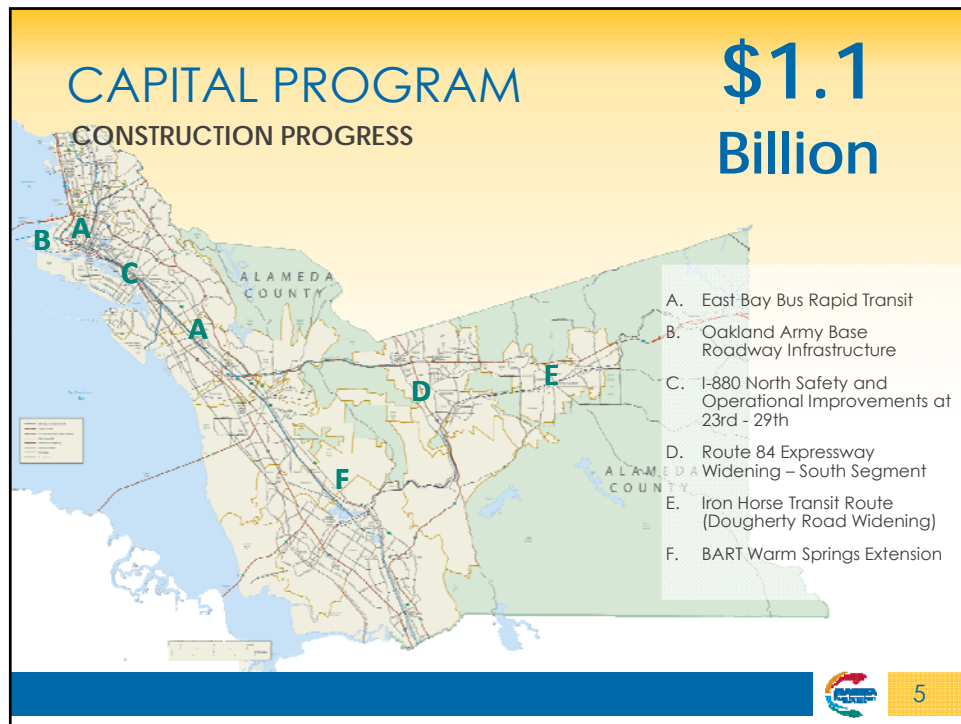 CAPITAL PROGRAM
CONSTRUCTION PROGRESS
$1.1
Billion
B
A
C
A
D
E
F
ALAMEDA
COUNTY
ALAMEDA
COUNTY
A. East Bay Bus Rapid Transit
B. Oakland Army Base
Roadway Infrastructure
C. I-880 North Safety and
Operational Improvements at
23rd - 29th
D. Route 84 Expressway
Widening – South Segment
E. Iron Horse Transit Route
(Dougherty Road Widening)
F. BART Warm Springs Extension
5